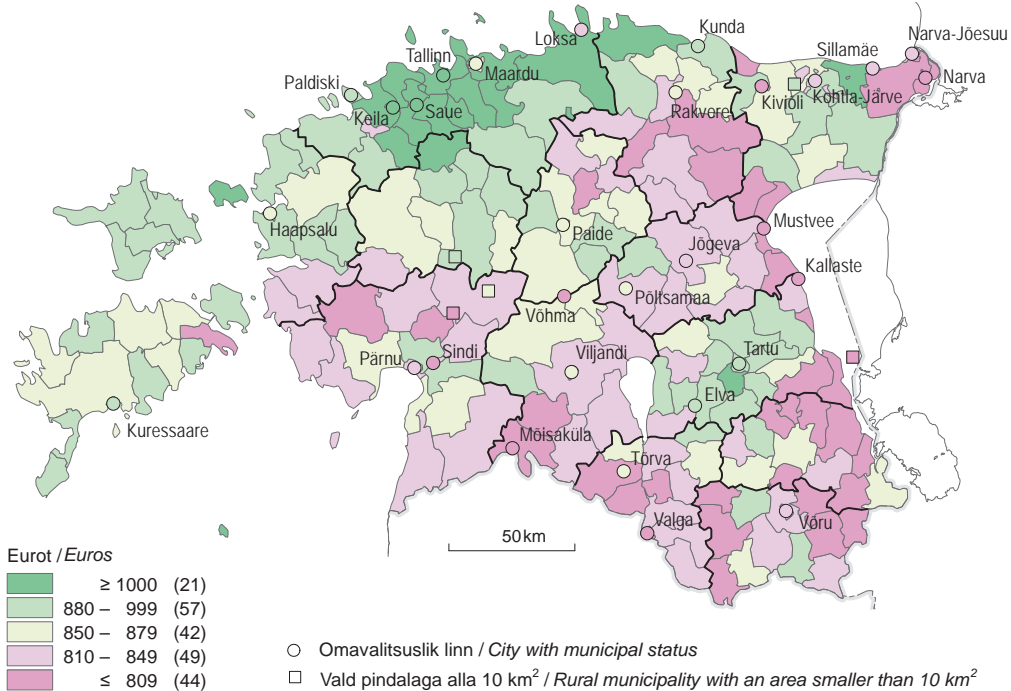 Kunda
Loksa
Narva-Jõesuu
Sillamäe
Tallinn
Maardu
Narva
Paldiski
Kiviõli
Kohtla-Järve
Saue
Rakvere
Keila
Haapsalu
Paide
Mustvee
Jõgeva
Kallaste
Põltsamaa
Võhma
Pärnu
Sindi
Viljandi
Tartu
Elva
Kuressaare
Mõisaküla
Tõrva
Valga
Võru
50 km
Eurot / Euros
≥ 1000 (21)
880 – 999 (57)
850 – 879 (42)
810 – 849 (49)
≤ 809 (44)
Omavalitsuslik linn / City with municipal status
Vald pindalaga alla 10 km² / Rural municipality with an area smaller than 10 km²